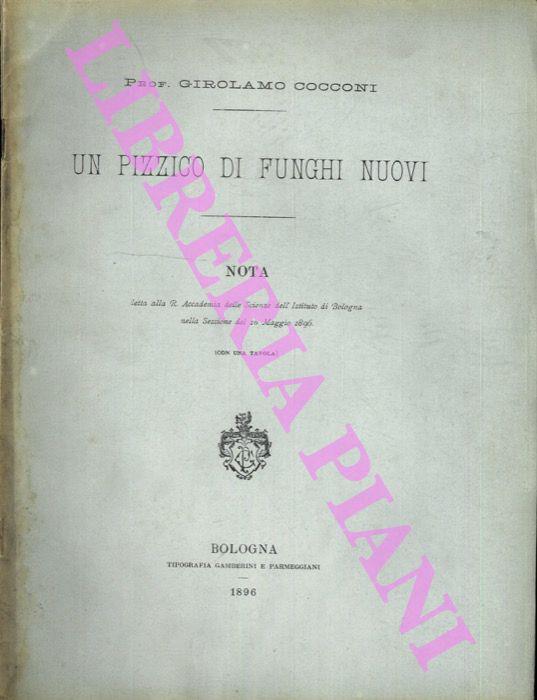 Prof. GIROLAMO COCCONI
UN PIZZICO DI FUNGHI NUOVI
NOTA
letta alla R. Accademia delle Scienze dell'Istituto di Bologna
nella Sessione del 10 Maggio 1896.
(CON UNA TAVOLA)
BOLOGNA
TIPOGRAFIA GAMBERINI E PARMEGGIANI
1896
LIBRERIA PIANI